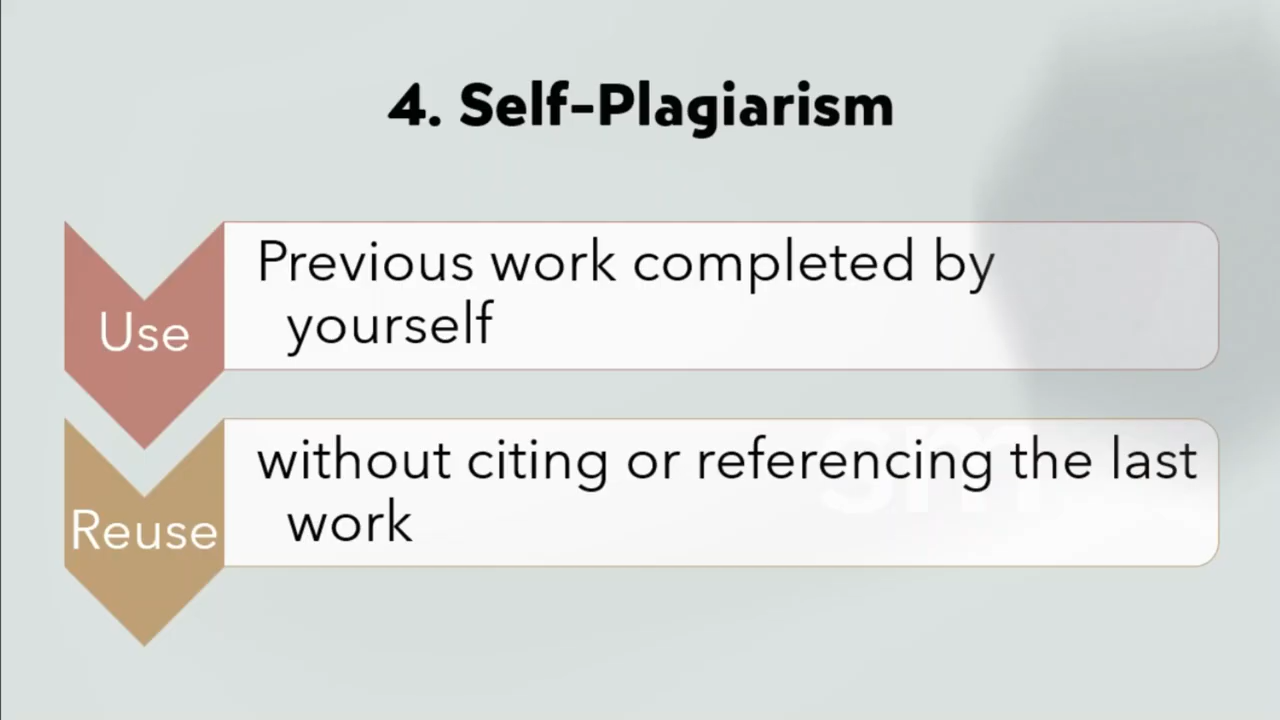 4. Self-Plagiarism
Use
Previous work completed by
yourself
Reuse
without citing or referencing the last
work